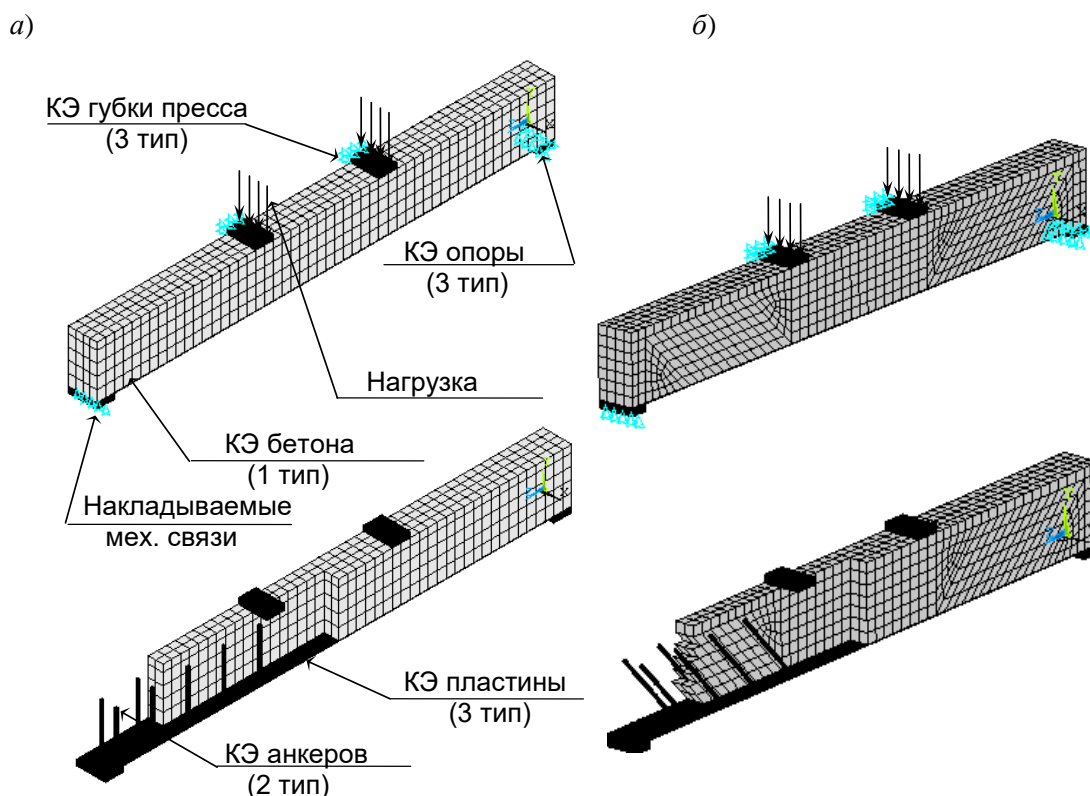 а)
б)
КЭ губки пресса
(3 тип)
КЭ опоры
(3 тип)
Нагрузка
КЭ бетона
(1 тип)
Накладываемые
мех. связи
КЭ пластины
(3 тип)
КЭ анкеров
(2 тип)